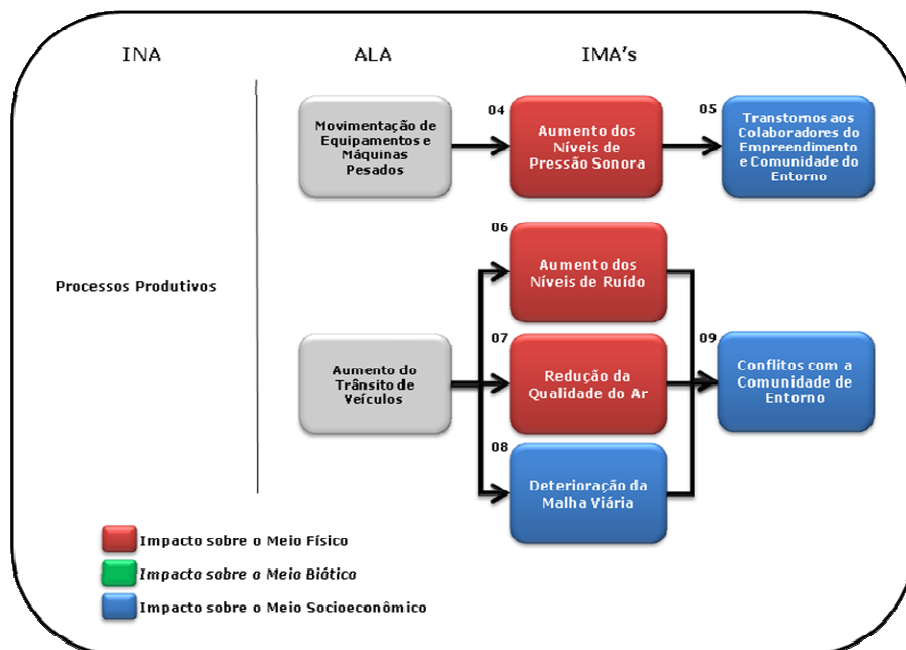 INA
ALA
IMA's
04
Movimentação de
Equipamentos e
Máquinas
Pesados
Aumento dos
Níveis de
Pressão Sonora
05
Transtornos aos
Colaboradores do
Empreendimento
e Comunidade do
Entorno
Processos Produtivos
06
Aumento dos
Níveis de Ruído
Aumento do
Trânsito de
Veículos
07
Redução da
Qualidade do Ar
08
Deterioração da
Malha Viária
09
Conflitos com a
Comunidade de
Entorno
Impacto sobre o Meio Físico
Impacto sobre o Meio Biótico
Impacto sobre o Meio Socioeconômico